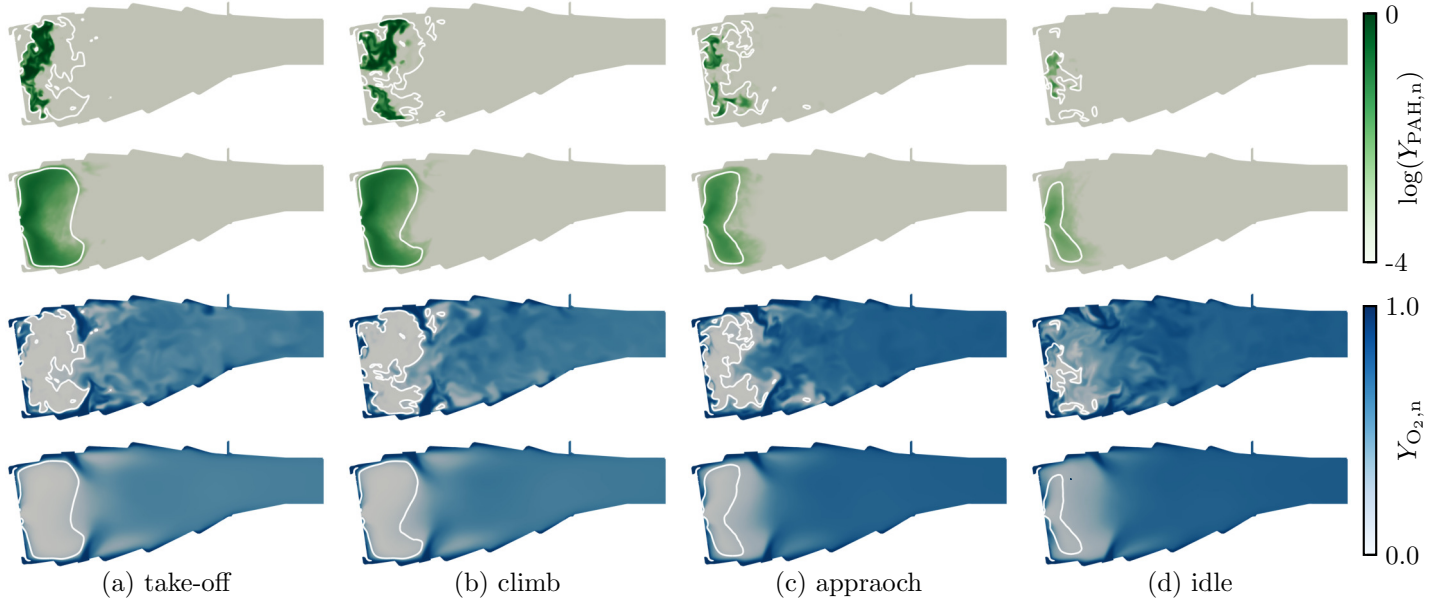 0
log(Y_PAH,n)
-4
1.0
Y_O₂,n
0.0
(a) take-off
(b) climb
(c) appraoch
(d) idle